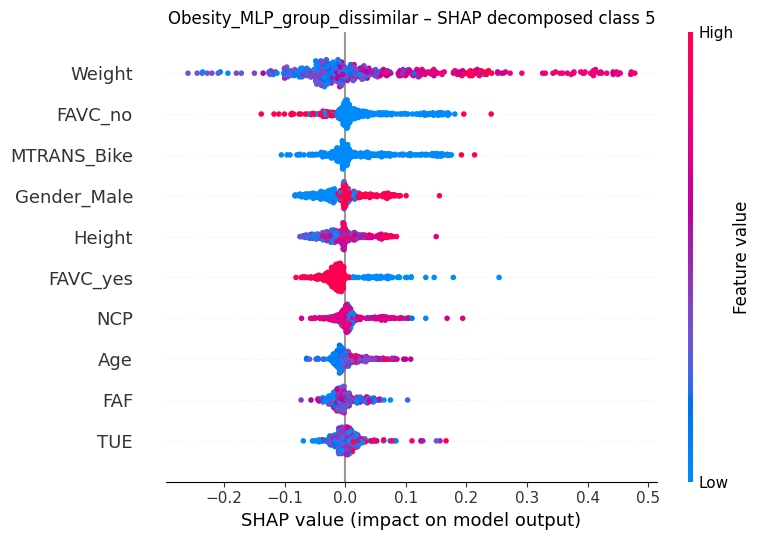 Obesity_MLP_group_dissimilar – SHAP decomposed class 5
High
Weight
FAVC_no
MTRANS_Bike
Gender_Male
Height
FAVC_yes
NCP
Age
FAF
TUE
Feature value
Low
−0.2 −0.1 0.0 0.1 0.2 0.3 0.4 0.5
SHAP value (impact on model output)